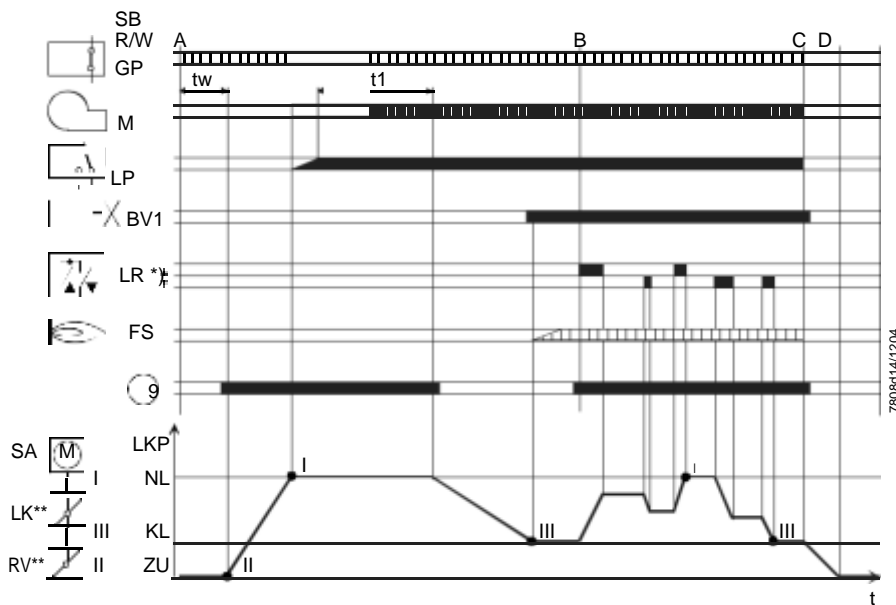 SB
R/W
GP
A
B
C
D
tw
t1
M
LP
BV1
LR *)
FS
9
SA
M
LKP
I
NL
I
I
LK**
III
KL
III
III
RV**
II
ZU
II
t
7808d14/1204